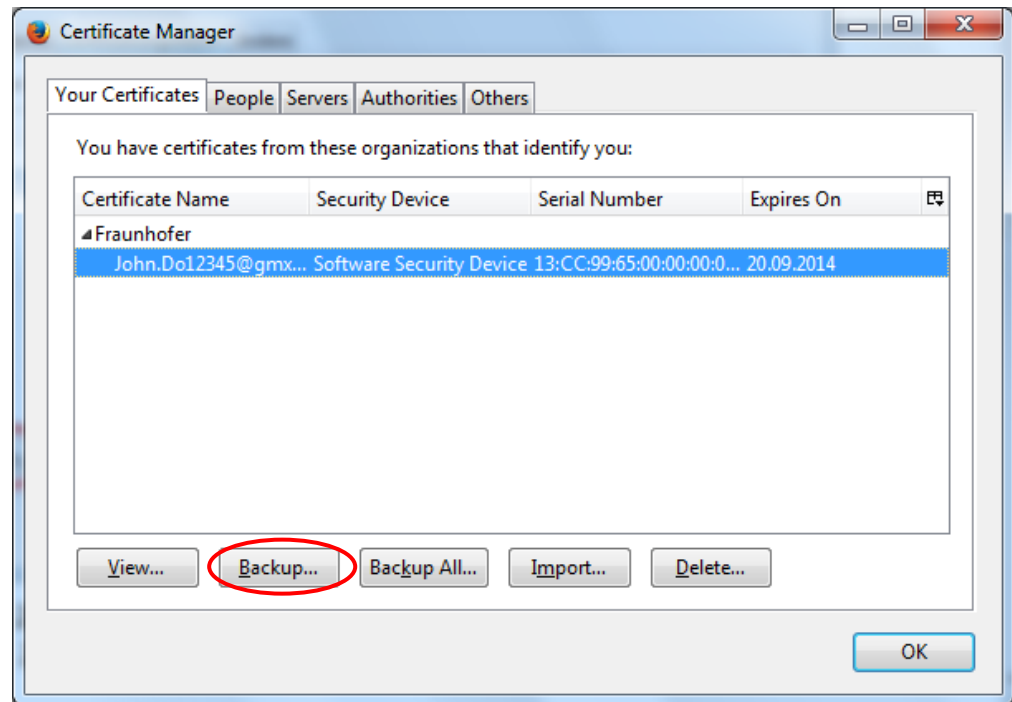 Certificate Manager
Your Certificates People Servers Authorities Others
You have certificates from these organizations that identify you:
Certificate Name Security Device Serial Number Expires On
Fraunhofer
John.Do12345@gmx... Software Security Device 13:CC:99:65:00:00:00:0... 20.09.2014
View... Backup... Backup All... Import... Delete...
OK